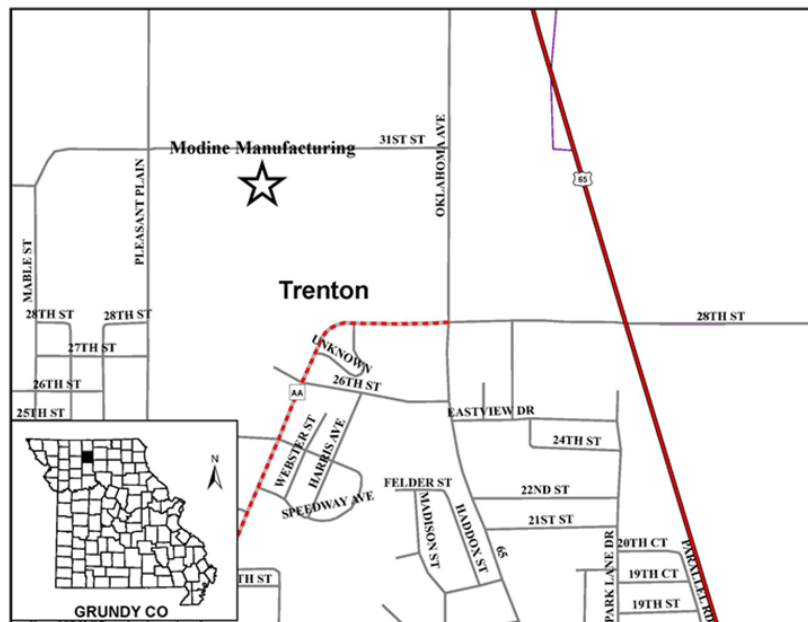 31ST ST
Modine Manufacturing
OKLAHOMA AVE
PLEASANT PLAIN
65
MABLE ST
Trenton
28TH ST
28TH ST
28TH ST
27TH ST
UNKNOWN
26TH ST
26TH ST
AA
25TH ST
EASTVIEW DR
24TH ST
WEBSTER ST
HARRIS AVE
N
FELDER ST
22ND ST
SPEEDWAY AVE
MADISON ST
HADDOX ST
65
21ST ST
PARK LANE DR
20TH CT
PARALLEL RD
19TH CT
TH ST
19TH ST
GRUNDY CO